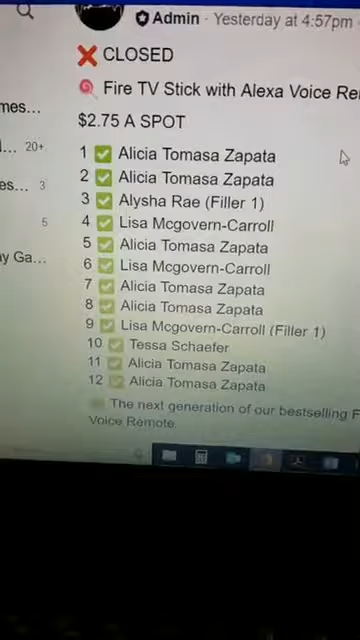 Admin · Yesterday at 4:57pm
❌ CLOSED
mes...
🍥 Fire TV Stick with Alexa Voice Re
$2.75 A SPOT
... 20+
1 ✅ Alicia Tomasa Zapata
2 ✅ Alicia Tomasa Zapata
es... 3
3 ✅ Alysha Rae (Filler 1)
5
4 ✅ Lisa Mcgovern-Carroll
5 ✅ Alicia Tomasa Zapata
ay Ga...
6 ✅ Lisa Mcgovern-Carroll
7 ✅ Alicia Tomasa Zapata
8 ✅ Alicia Tomasa Zapata
9 ✅ Lisa Mcgovern-Carroll (Filler 1)
10 ✅ Tessa Schaefer
11 ✅ Alicia Tomasa Zapata
12 ✅ Alicia Tomasa Zapata
The next generation of our bestselling F
Voice Remote.